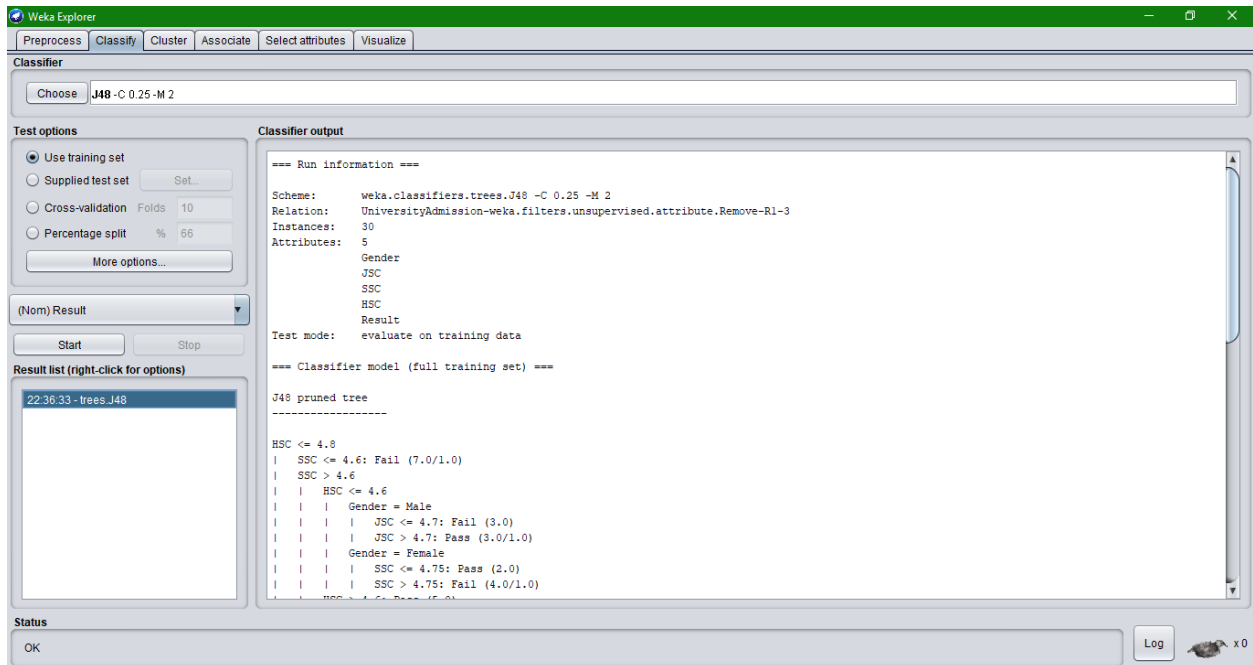 Weka Explorer
Preprocess Classify Cluster Associate Select attributes Visualize
Classifier
Choose J48 -C 0.25 -M 2
Test options
Use training set
Supplied test set Set...
Cross-validation Folds 10
Percentage split % 66
More options...
(Nom) Result
Start Stop
Result list (right-click for options)
22:36:33 - trees.J48
Classifier output
=== Run information ===
Scheme: weka.classifiers.trees.J48 -C 0.25 -M 2
Relation: UniversityAdmission-weka.filters.unsupervised.attribute.Remove-R1-3
Instances: 30
Attributes: 5
Gender
JSC
SSC
HSC
Result
Test mode: evaluate on training data
=== Classifier model (full training set) ===
J48 pruned tree
------------------
HSC <= 4.8
| SSC <= 4.6: Fail (7.0/1.0)
| SSC > 4.6
| | HSC <= 4.6
| | | Gender = Male
| | | | JSC <= 4.7: Fail (3.0)
| | | | JSC > 4.7: Pass (3.0/1.0)
| | | Gender = Female
| | | | SSC <= 4.75: Pass (2.0)
| | | | SSC > 4.75: Fail (4.0/1.0)
| | HSC > 4.6: Pass (5.0)
Status
OK
Log x 0